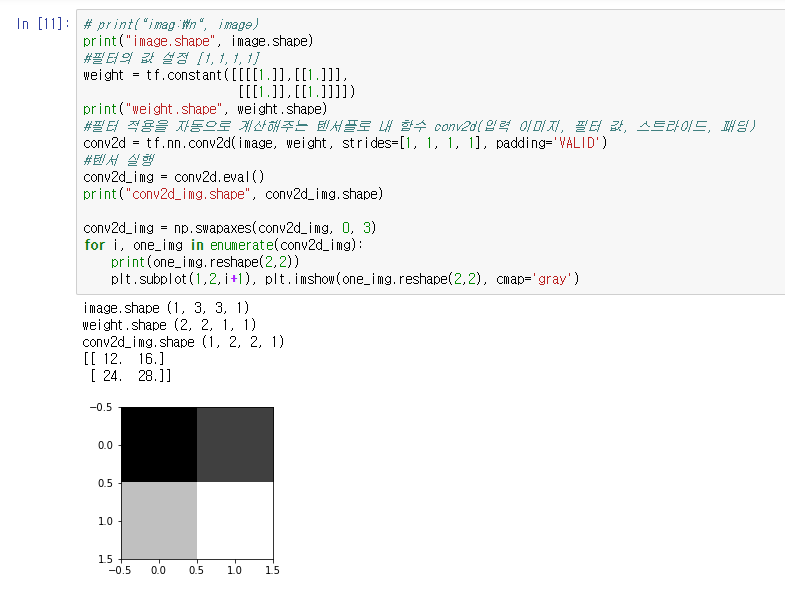 In [11]:
# print("imag:₩n", image)
print("image.shape", image.shape)
#필터의 값 설정 [1,1,1,1]
weight = tf.constant([[[[1.]],[[1.]]],
[[[1.]],[[1.]]]])
print("weight.shape", weight.shape)
#필터 적용을 자동으로 계산해주는 텐서플로 내 함수 conv2d(입력 이미지, 필터 값, 스트라이드, 패딩)
conv2d = tf.nn.conv2d(image, weight, strides=[1, 1, 1, 1], padding='VALID')
#텐서 실행
conv2d_img = conv2d.eval()
print("conv2d_img.shape", conv2d_img.shape)
conv2d_img = np.swapaxes(conv2d_img, 0, 3)
for i, one_img in enumerate(conv2d_img):
print(one_img.reshape(2,2))
plt.subplot(1,2,i+1), plt.imshow(one_img.reshape(2,2), cmap='gray')
image.shape (1, 3, 3, 1)
weight.shape (2, 2, 1, 1)
conv2d_img.shape (1, 2, 2, 1)
[[ 12. 16.]
[ 24. 28.]]
−0.5
0.0
0.5
1.0
1.5
−0.5 0.0 0.5 1.0 1.5